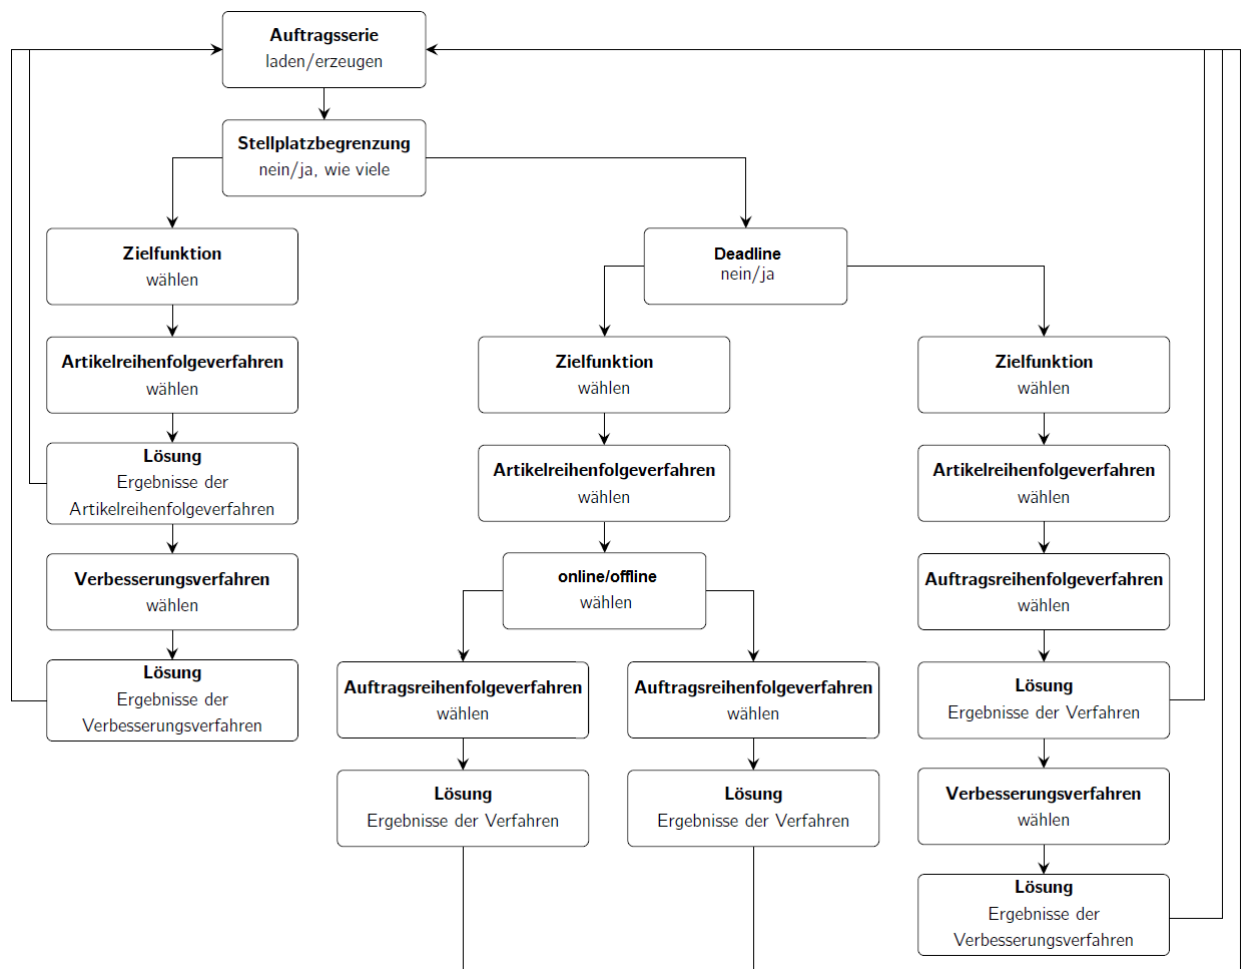 Auftragsserie
laden/erzeugen
Stellplatzbegrenzung
nein/ja, wie viele
Zielfunktion
wählen
Artikelreihenfolgeverfahren
wählen
Lösung
Ergebnisse der
Artikelreihenfolgeverfahren
Verbesserungsverfahren
wählen
Lösung
Ergebnisse der
Verbesserungsverfahren
Deadline
nein/ja
Zielfunktion
wählen
Artikelreihenfolgeverfahren
wählen
online/offline
wählen
Auftragsreihenfolgeverfahren
wählen
Lösung
Ergebnisse der Verfahren
Auftragsreihenfolgeverfahren
wählen
Lösung
Ergebnisse der Verfahren
Zielfunktion
wählen
Artikelreihenfolgeverfahren
wählen
Auftragsreihenfolgeverfahren
wählen
Lösung
Ergebnisse der Verfahren
Verbesserungsverfahren
wählen
Lösung
Ergebnisse der
Verbesserungsverfahren